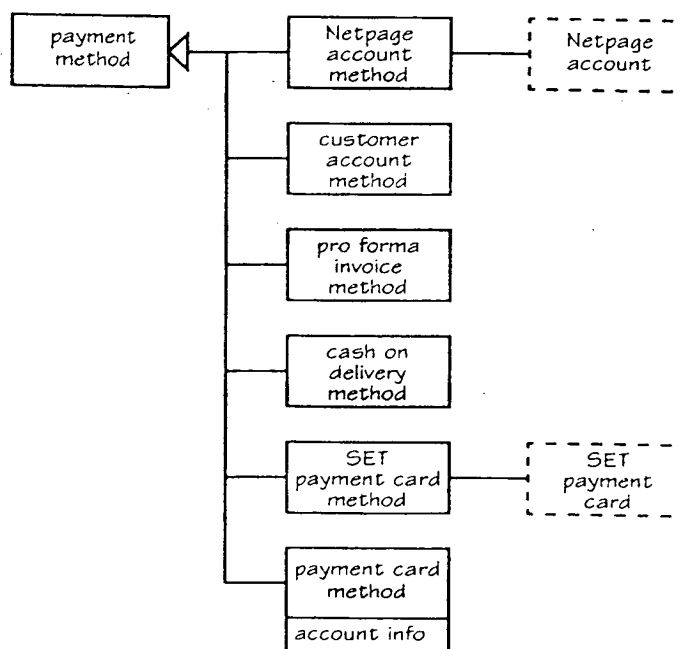 payment
method
Netpage
account
method
Netpage
account
customer
account
method
pro forma
invoice
method
cash on
delivery
method
SET
payment card
method
SET
payment
card
payment card
method
account info